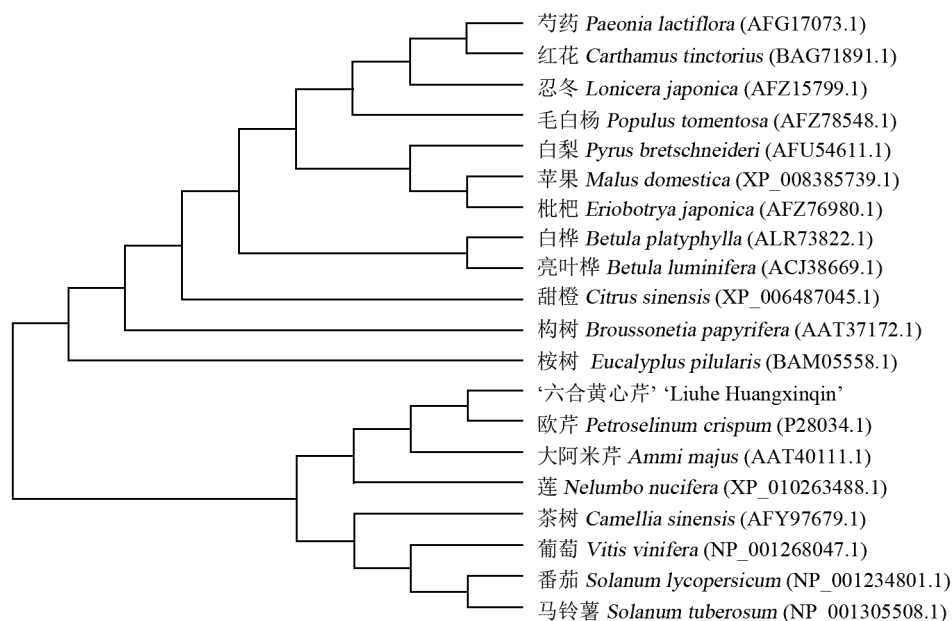 芍药 Paeonia lactiflora (AFG17073.1)
红花 Carthamus tinctorius (BAG71891.1)
忍冬 Lonicera japonica (AFZ15799.1)
毛白杨 Populus tomentosa (AFZ78548.1)
白梨 Pyrus bretschneideri (AFU54611.1)
苹果 Malus domestica (XP_008385739.1)
枇杷 Eriobotrya japonica (AFZ76980.1)
白桦 Betula platyphylla (ALR73822.1)
亮叶桦 Betula luminifera (ACJ38669.1)
甜橙 Citrus sinensis (XP_006487045.1)
构树 Broussonetia papyrifera (AAT37172.1)
桉树 Eucalyplus pilularis (BAM05558.1)
‘六合黄心芹’ ‘Liuhe Huangxinqin’
欧芹 Petroselinum crispum (P28034.1)
大阿米芹 Ammi majus (AAT40111.1)
莲 Nelumbo nucifera (XP_010263488.1)
茶树 Camellia sinensis (AFY97679.1)
葡萄 Vitis vinifera (NP_001268047.1)
番茄 Solanum lycopersicum (NP_001234801.1)
马铃薯 Solanum tuberosum (NP_001305508.1)